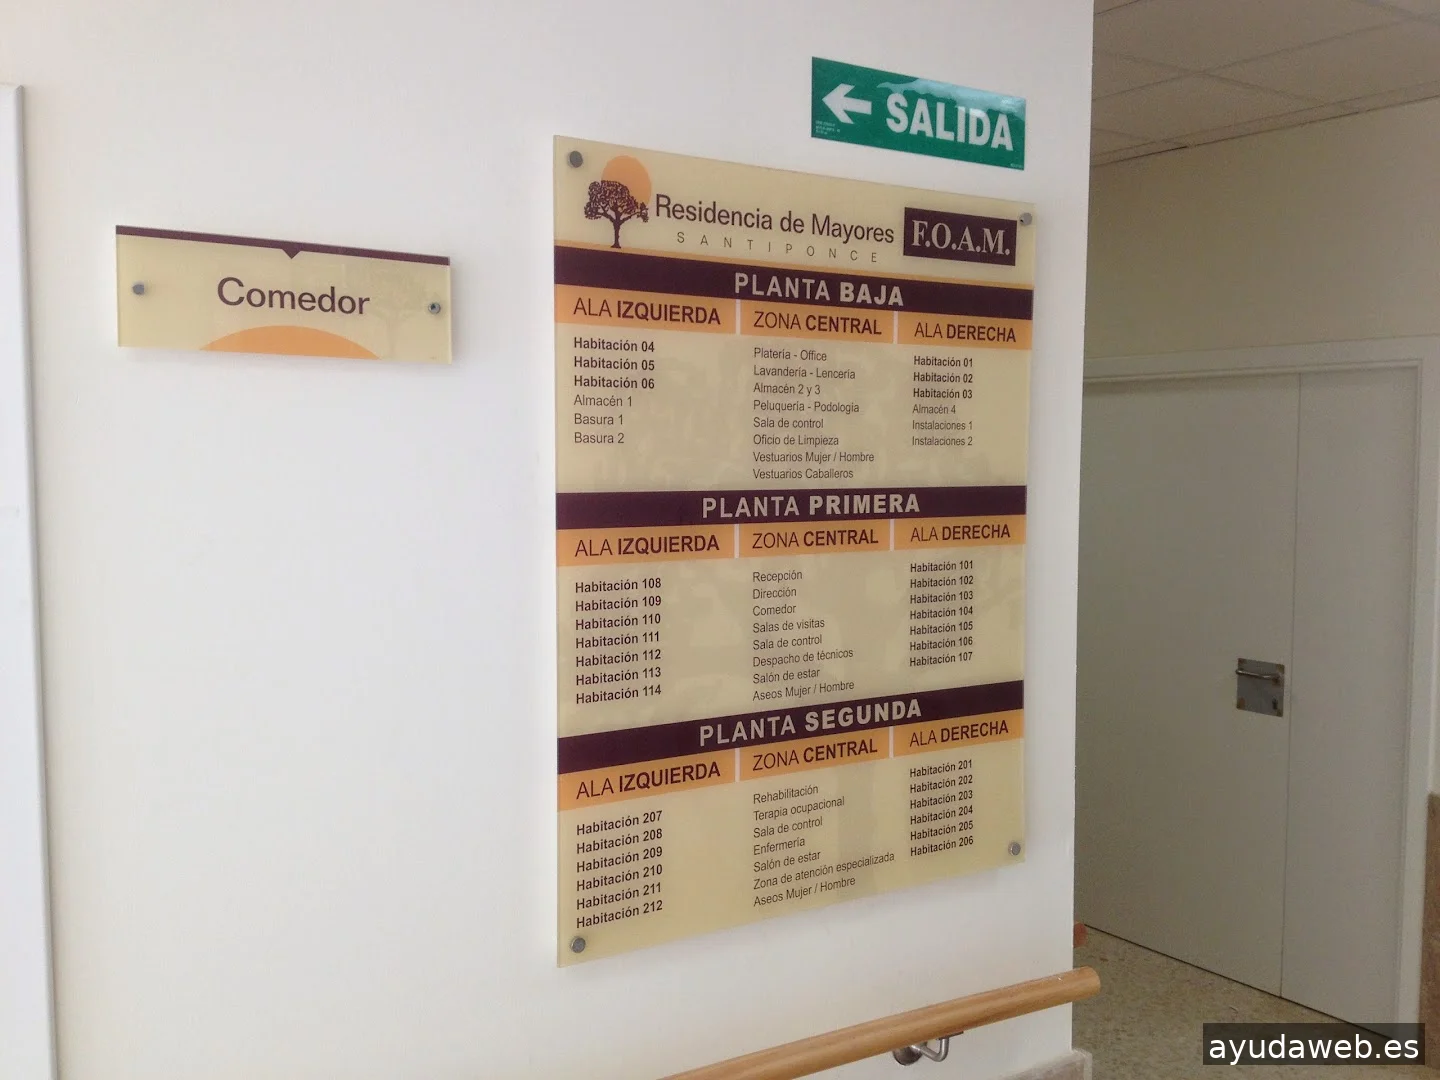 SALIDA
Comedor
Residencia de Mayores
SANTIPONCE
F.O.A.M.
PLANTA BAJA
ALA IZQUIERDA
Habitación 04
Habitación 05
Habitación 06
Almacén 1
Basura 1
Basura 2
ZONA CENTRAL
Platería - Office
Lavandería - Lencería
Almacén 2 y 3
Peluquería - Podología
Sala de control
Oficio de Limpieza
Vestuarios Mujer / Hombre
Vestuarios Caballeros
ALA DERECHA
Habitación 01
Habitación 02
Habitación 03
Almacén 4
Instalaciones 1
Instalaciones 2
PLANTA PRIMERA
ALA IZQUIERDA
Habitación 108
Habitación 109
Habitación 110
Habitación 111
Habitación 112
Habitación 113
Habitación 114
ZONA CENTRAL
Recepción
Dirección
Comedor
Salas de visitas
Sala de control
Despacho de técnicos
Salón de estar
Aseos Mujer / Hombre
ALA DERECHA
Habitación 101
Habitación 102
Habitación 103
Habitación 104
Habitación 105
Habitación 106
Habitación 107
PLANTA SEGUNDA
ALA IZQUIERDA
Habitación 207
Habitación 208
Habitación 209
Habitación 210
Habitación 211
Habitación 212
ZONA CENTRAL
Rehabilitación
Terapia ocupacional
Sala de control
Enfermería
Salón de estar
Zona de atención especializada
Aseos Mujer / Hombre
ALA DERECHA
Habitación 201
Habitación 202
Habitación 203
Habitación 204
Habitación 205
Habitación 206
ayudaweb.es